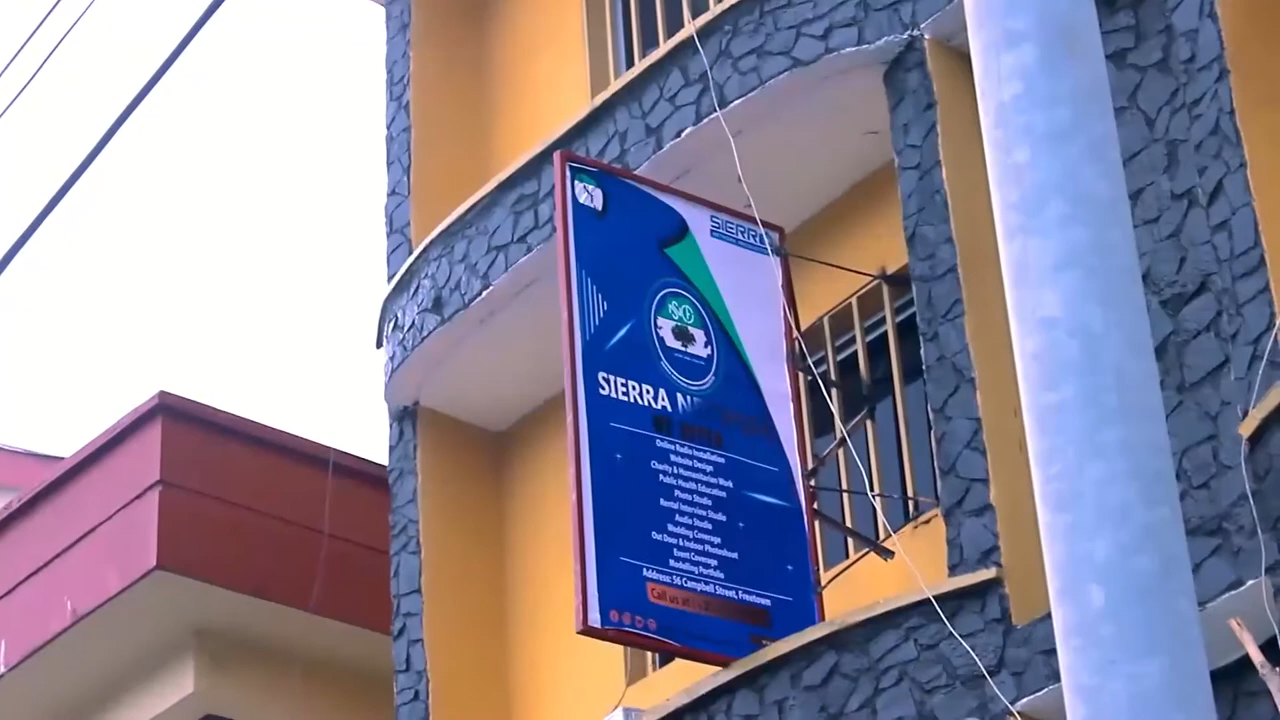 SIERRA
SIERRA
Online Radio Installation
Website Design
Charity & Humanitarian Work
Public Health Education
Photo Studio
Rental Interview Studio
Audio Studio
Wedding Coverage
Out Door & Indoor Photoshoot
Event Coverage
Modelling Portfolio
Address: 56 Campbell Street, Freetown
Call us at: